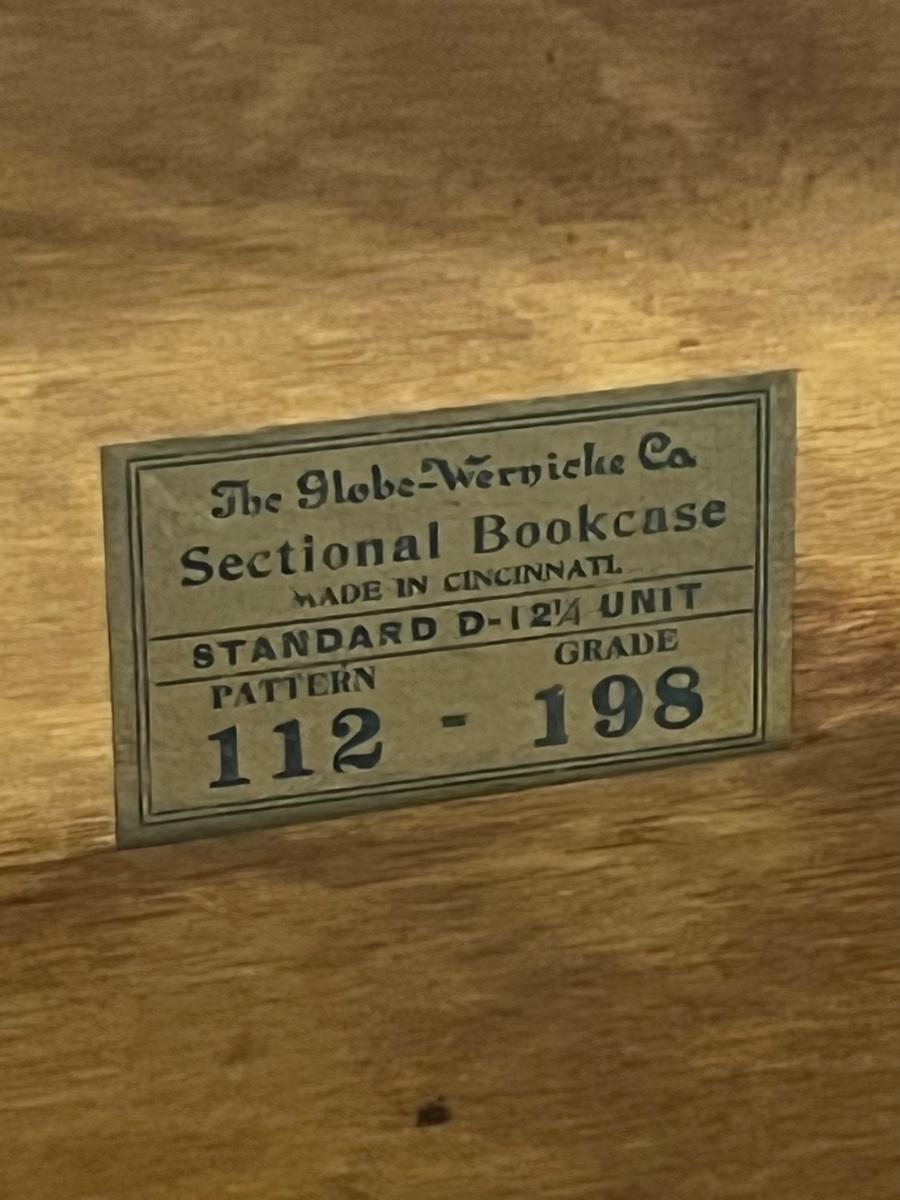 The Globe-Wernicke Co
Sectional Bookcase
MADE IN CINCINNATI.
STANDARD D-12¼ UNIT
PATTERN GRADE
112 - 198